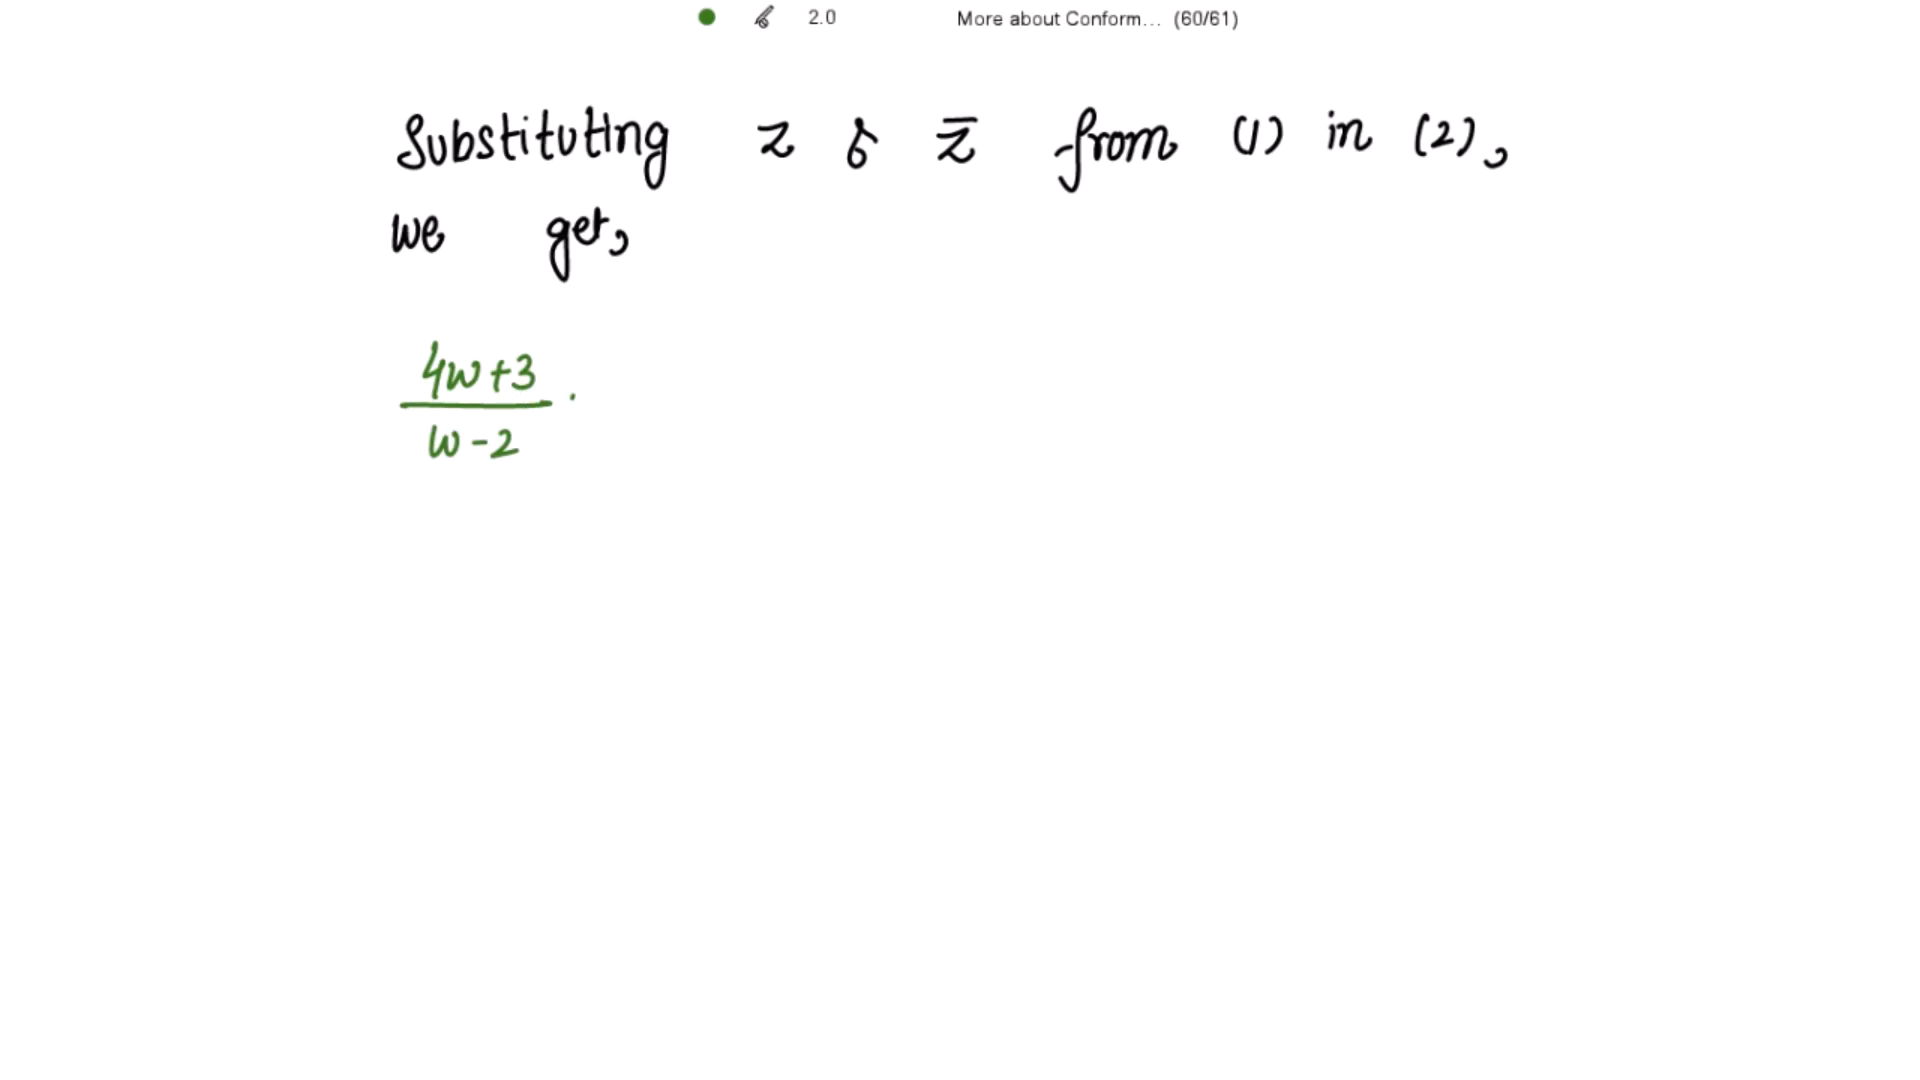 2.0 More about Conform... (60/61)
Substituting z & z̅ from (1) in (2),
we get,
4w+3
w-2 .